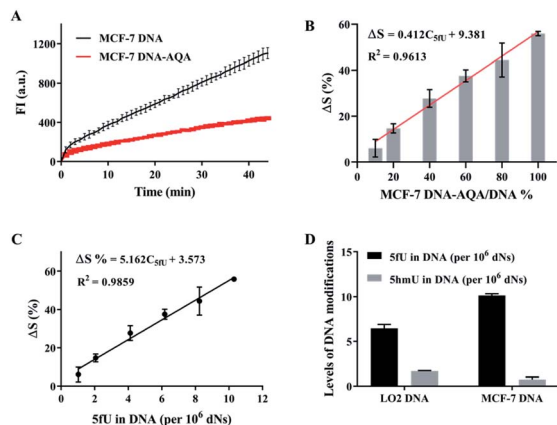 A
MCF-7 DNA
MCF-7 DNA-AQA
FI (a.u.)
1200
800
400
0
0 10 20 30 40
Time (min)
B
ΔS = 0.412C5fU + 9.381
R² = 0.9613
ΔS (%)
60
40
20
0
0 20 40 60 80 100
MCF-7 DNA-AQA/DNA %
C
ΔS % = 5.162C5fU + 3.573
R² = 0.9859
ΔS (%)
80
60
40
20
0
0 2 4 6 8 10 12
5fU in DNA (per 10⁶ dNs)
D
5fU in DNA (per 10⁶ dNs)
5hmU in DNA (per 10⁶ dNs)
Levels of DNA modifications
15
10
5
0
LO2 DNA MCF-7 DNA